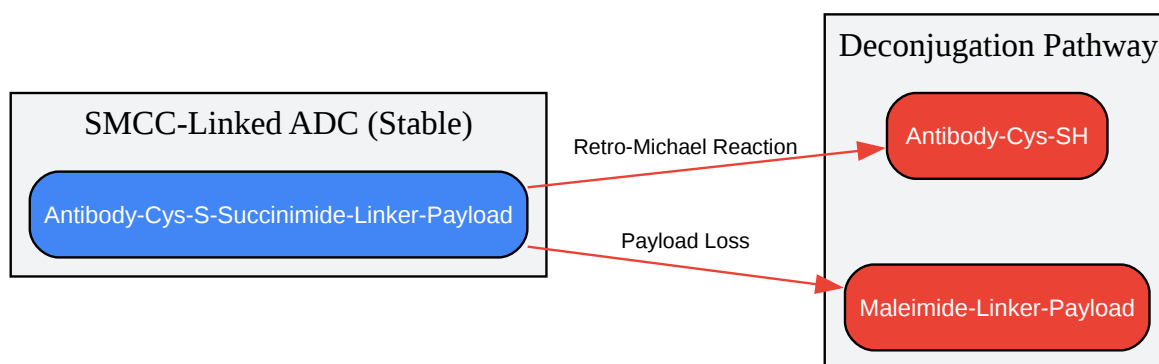 Deconjugation Pathway
SMCC-Linked ADC (Stable)
Antibody-Cys-S-Succinimide-Linker-Payload
Retro-Michael Reaction
Payload Loss
Antibody-Cys-SH
Maleimide-Linker-Payload